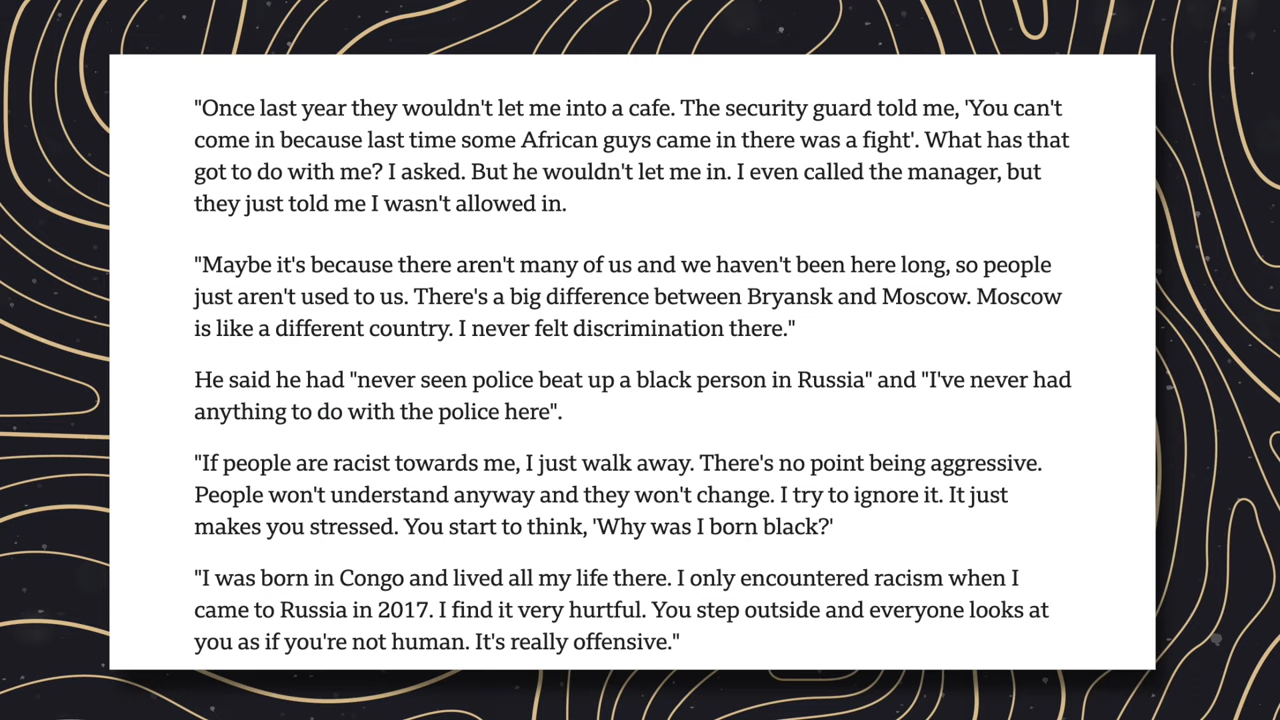 "Once last year they wouldn't let me into a cafe. The security guard told me, 'You can't
come in because last time some African guys came in there was a fight'. What has that
got to do with me? I asked. But he wouldn't let me in. I even called the manager, but
they just told me I wasn't allowed in.
"Maybe it's because there aren't many of us and we haven't been here long, so people
just aren't used to us. There's a big difference between Bryansk and Moscow. Moscow
is like a different country. I never felt discrimination there."
He said he had "never seen police beat up a black person in Russia" and "I've never had
anything to do with the police here".
"If people are racist towards me, I just walk away. There's no point being aggressive.
People won't understand anyway and they won't change. I try to ignore it. It just
makes you stressed. You start to think, 'Why was I born black?'
"I was born in Congo and lived all my life there. I only encountered racism when I
came to Russia in 2017. I find it very hurtful. You step outside and everyone looks at
you as if you're not human. It's really offensive."